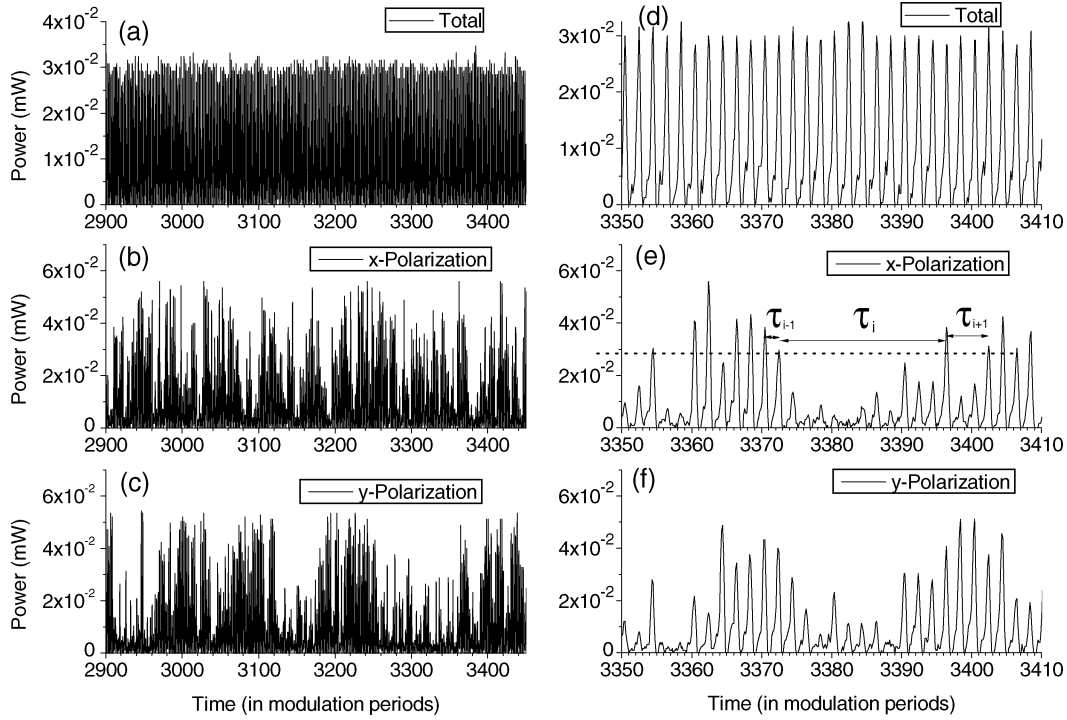 (a)
Total
Power (mW)
4x10⁻²
3x10⁻²
2x10⁻²
1x10⁻²
0
2900 3000 3100 3200 3300 3400
(d)
Total
3x10⁻²
2x10⁻²
1x10⁻²
0
3350 3360 3370 3380 3390 3400 3410
(b)
x-Polarization
Power (mW)
6x10⁻²
4x10⁻²
2x10⁻²
0
2900 3000 3100 3200 3300 3400
(e)
x-Polarization
6x10⁻²
4x10⁻²
2x10⁻²
0
τi-1 τi τi+1
3350 3360 3370 3380 3390 3400 3410
(c)
y-Polarization
Power (mW)
6x10⁻²
4x10⁻²
2x10⁻²
0
2900 3000 3100 3200 3300 3400
Time (in modulation periods)
(f)
y-Polarization
6x10⁻²
4x10⁻²
2x10⁻²
0
3350 3360 3370 3380 3390 3400 3410
Time (in modulation periods)